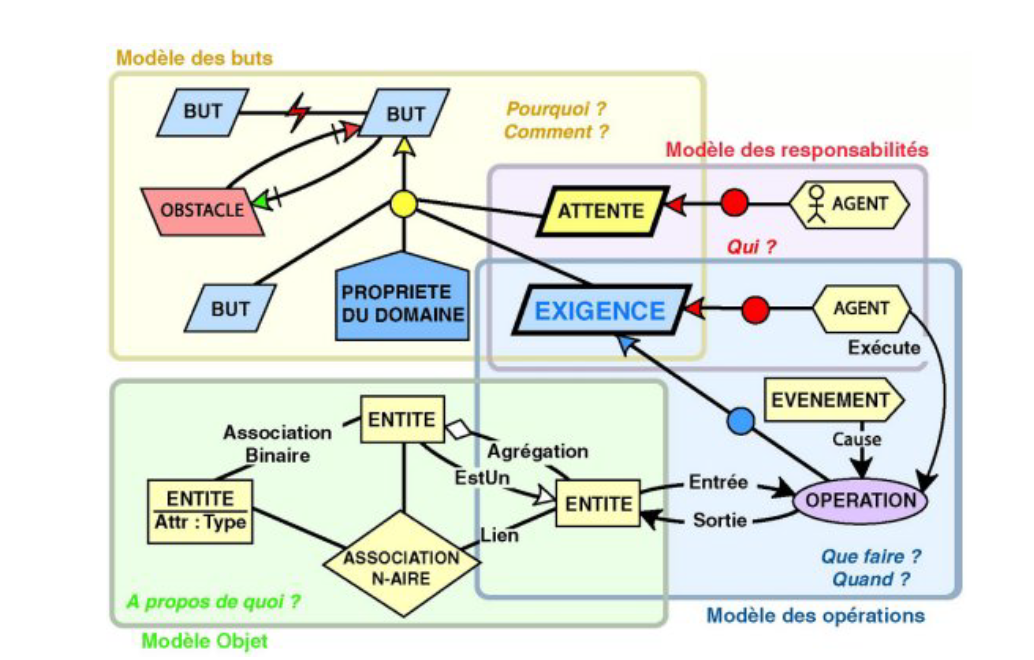 Modèle des buts
BUT
BUT
Pourquoi ?
Comment ?
Modèle des responsabilités
OBSTACLE
ATTENTE
AGENT
Qui ?
BUT
PROPRIETE
DU DOMAINE
EXIGENCE
AGENT
Exécute
EVENEMENT
Cause
ENTITE
Association
Binaire
Agrégation
EstUn
ENTITE
Attr : Type
ENTITE
Entrée
Sortie
OPERATION
Lien
ASSOCIATION
N-AIRE
Que faire ?
Quand ?
A propos de quoi ?
Modèle des opérations
Modèle Objet